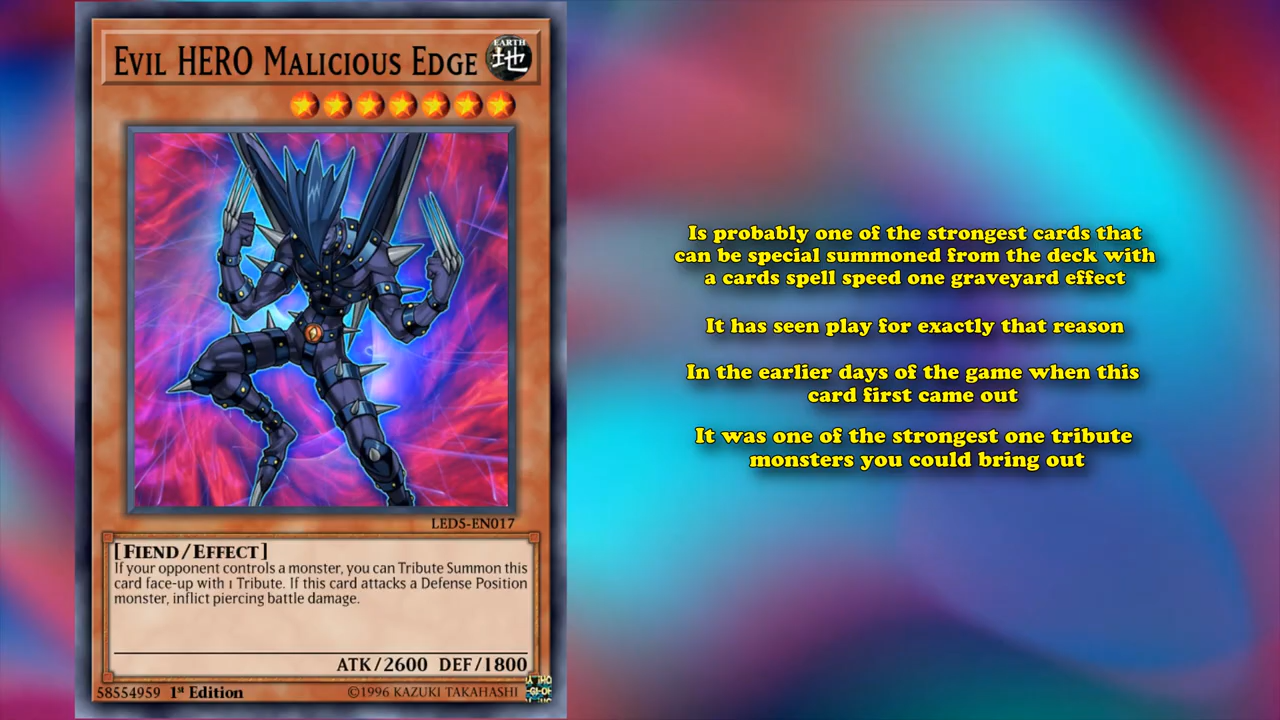 Evil HERO Malicious Edge
EARTH
地
LED5-EN017
[Fiend/Effect]
If your opponent controls a monster, you can Tribute Summon this
card face-up with 1 Tribute. If this card attacks a Defense Position
monster, inflict piercing battle damage.
ATK/2600 DEF/1800
58554959 1st Edition ©1996 KAZUKI TAKAHASHI
Is probably one of the strongest cards that
can be special summoned from the deck with
a cards spell speed one graveyard effect
It has seen play for exactly that reason
In the earlier days of the game when this
card first came out
It was one of the strongest one tribute
monsters you could bring out